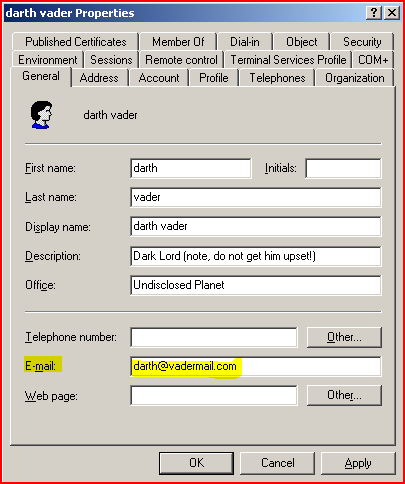 darth vader Properties
Published Certificates Member Of Dial-in Object Security
Environment Sessions Remote control Terminal Services Profile COM+
General Address Account Profile Telephones Organization
darth vader
First name: darth Initials:
Last name: vader
Display name: darth vader
Description: Dark Lord (note, do not get him upset!)
Office: Undisclosed Planet
Telephone number: Other...
E-mail: darth@vadermail.com
Web page: Other...
OK Cancel Apply